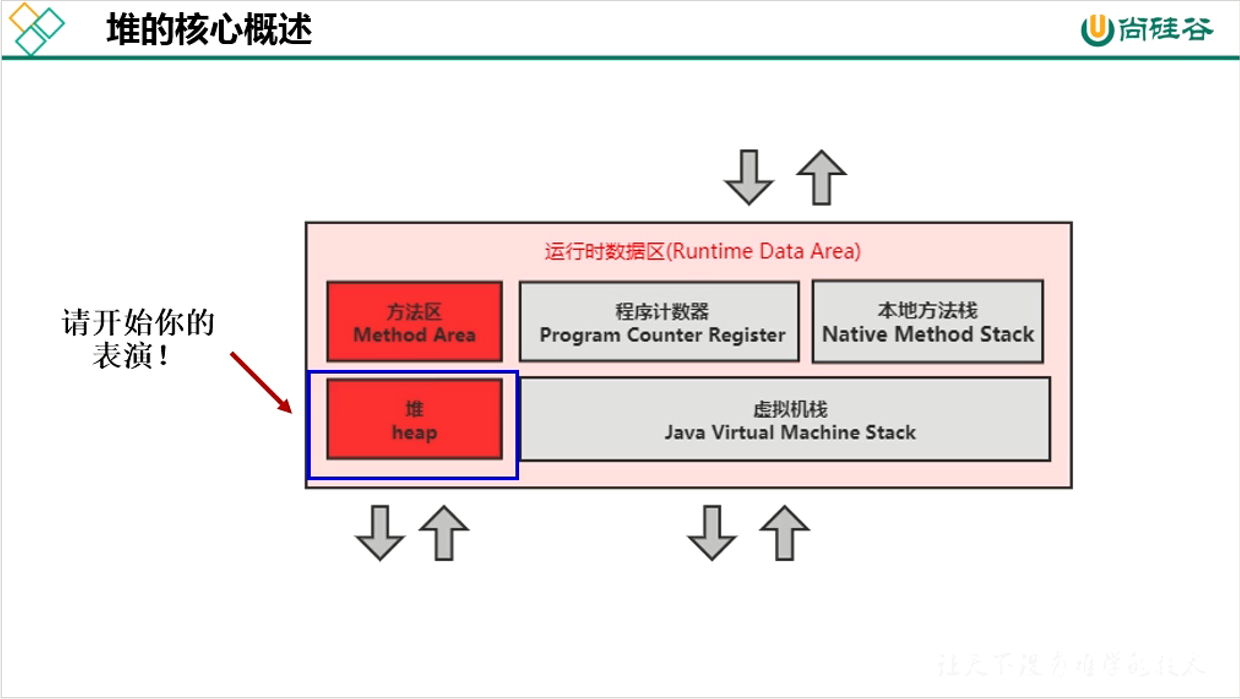 堆的核心概述
尚硅谷
运行时数据区(Runtime Data Area)
方法区
Method Area
程序计数器
Program Counter Register
本地方法栈
Native Method Stack
请开始你的
表演！
堆
heap
虚拟机栈
Java Virtual Machine Stack
让天下没有难学的技术